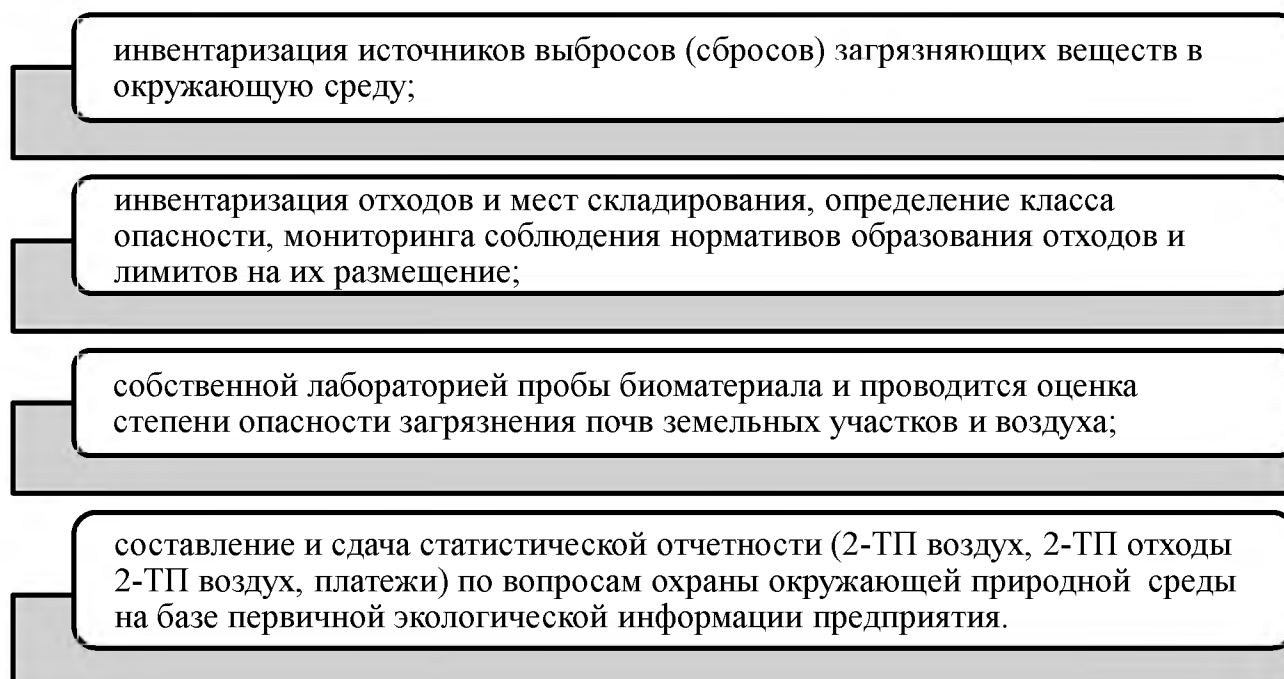 инвентаризация источников выбросов (сбросов) загрязняющих веществ в
окружающую среду;
инвентаризация отходов и мест складирования, определение класса
опасности, мониторинга соблюдения нормативов образования отходов и
лимитов на их размещение;
собственной лабораторией пробы биоматериала и проводится оценка
степени опасности загрязнения почв земельных участков и воздуха;
составление и сдача статистической отчетности (2-ТП воздух, 2-ТП отходы
2-ТП воздух, платежи) по вопросам охраны окружающей природной среды
на базе первичной экологической информации предприятия.